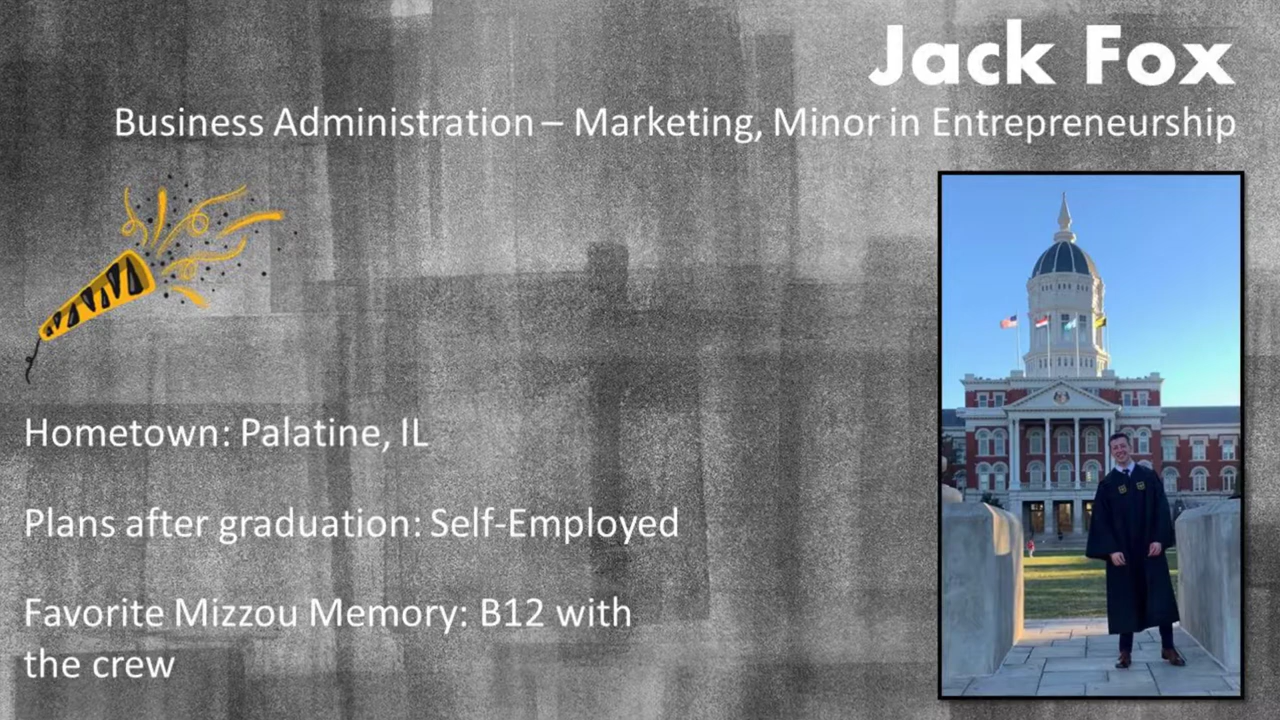 Jack Fox
Business Administration – Marketing, Minor in Entrepreneurship
Hometown: Palatine, IL
Plans after graduation: Self-Employed
Favorite Mizzou Memory: B12 with
the crew